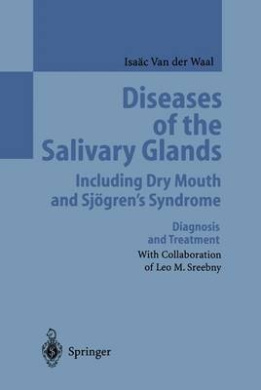 Isaäc Van der Waal
Diseases
of the
Salivary Glands
Including Dry Mouth
and Sjögren's Syndrome
Diagnosis
and Treatment
With Collaboration
of Leo M. Sreebny
Springer